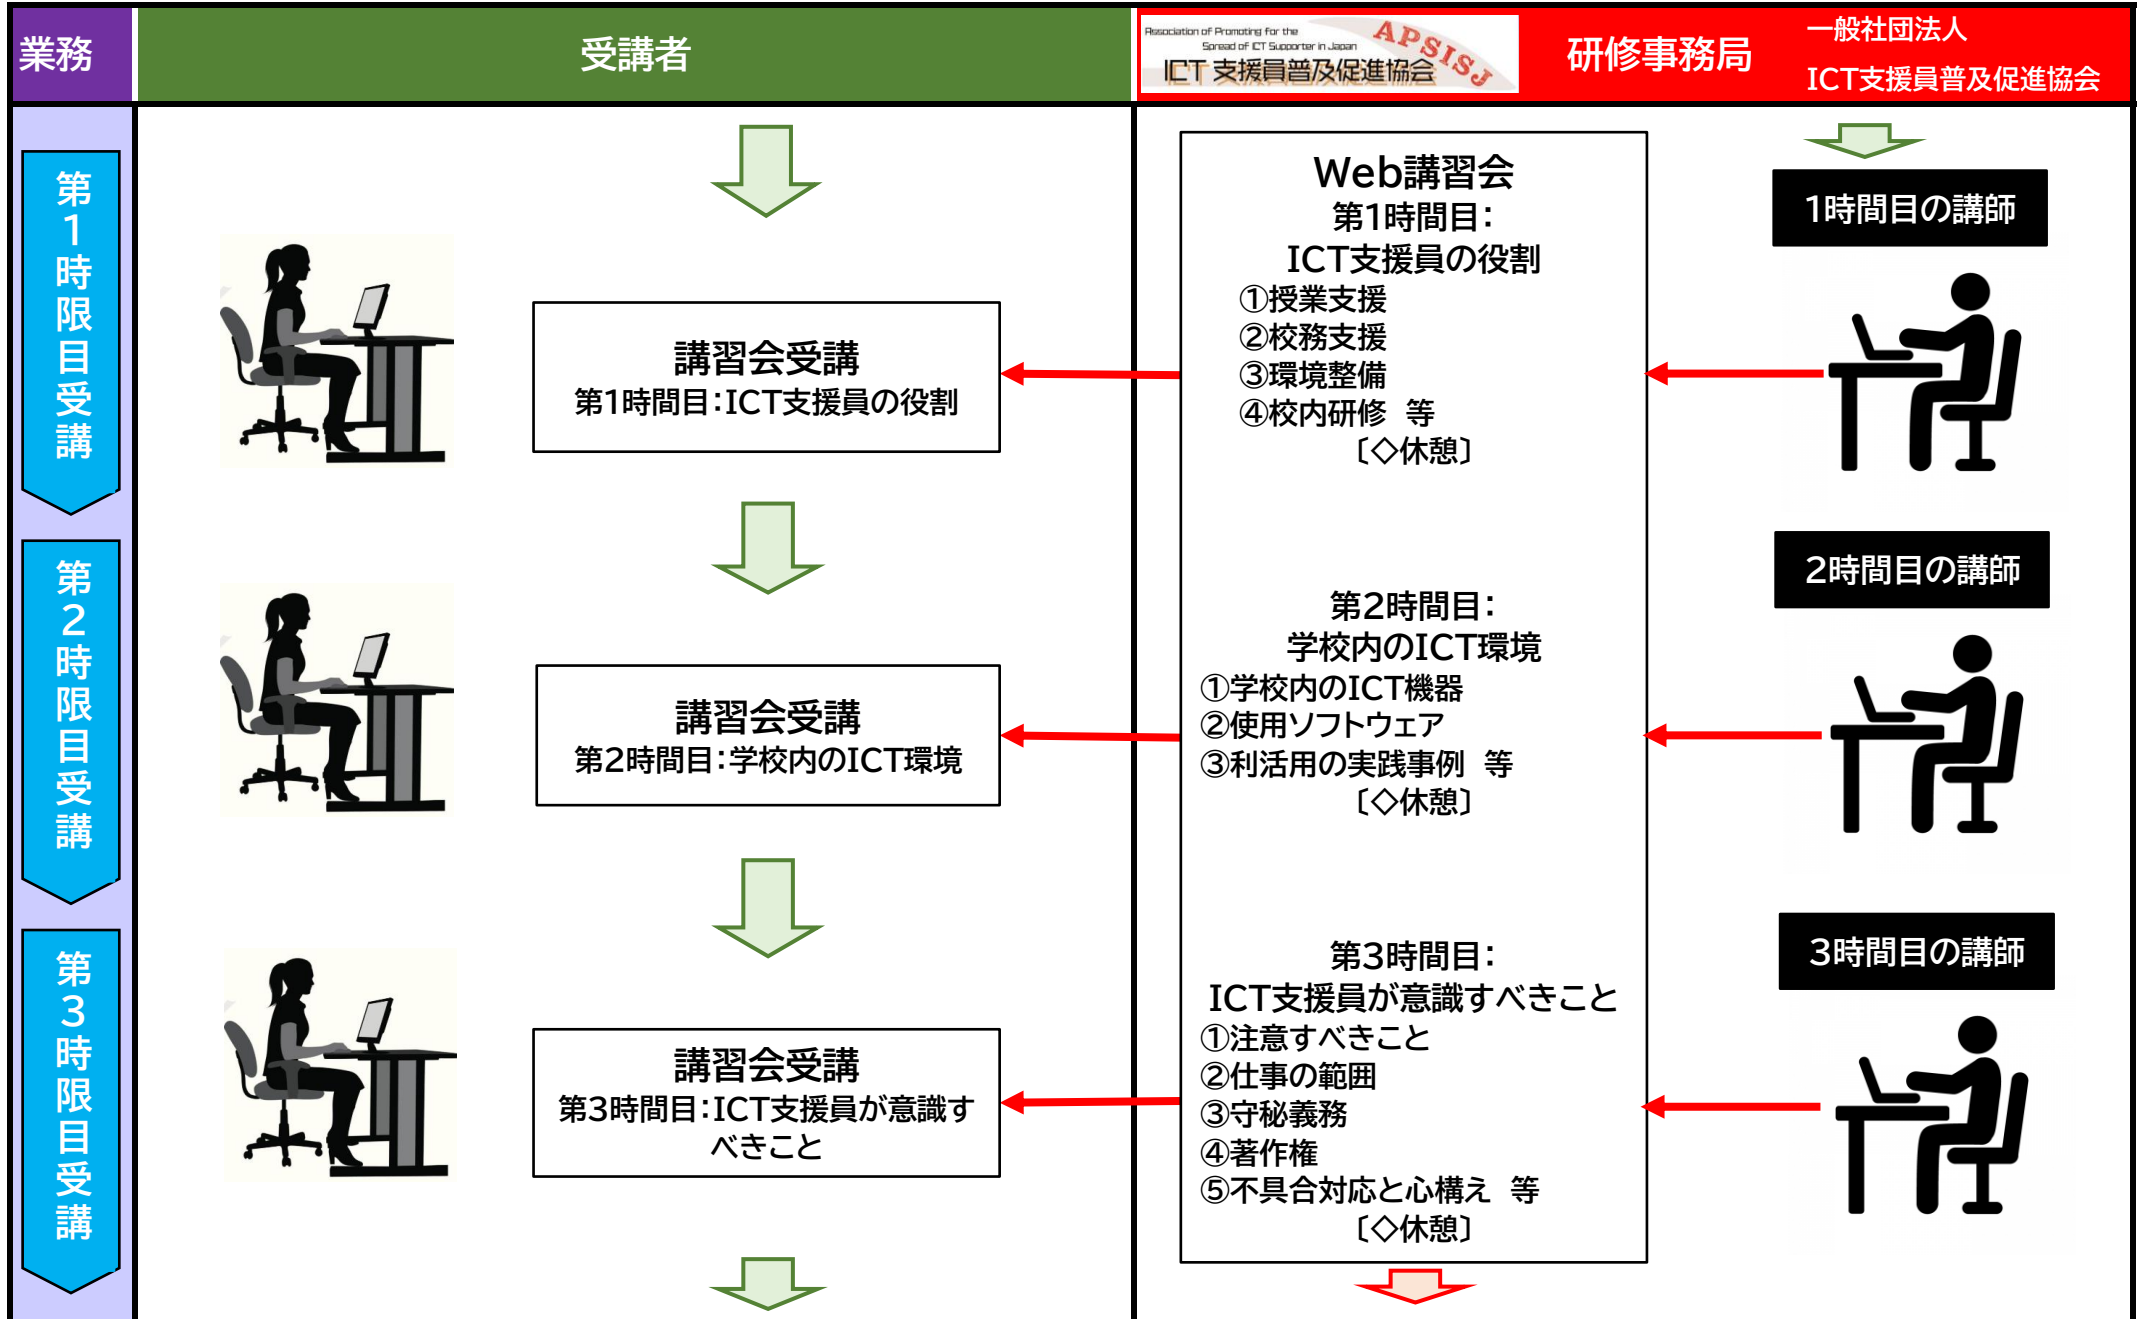 業務
受講者
Association of Promoting for the
Spread of ICT Supporter in Japan
APSISJ
ICT 支援員普及促進協会
研修事務局
一般社団法人
ICT支援員普及促進協会
第1時限目受講
講習会受講
第1時間目：ICT支援員の役割
Web講習会
第1時間目：
ICT支援員の役割
①授業支援
②校務支援
③環境整備
④校内研修 等
〔◇休憩〕
1時間目の講師
第2時限目受講
講習会受講
第2時間目：学校内のICT環境
第2時間目：
学校内のICT環境
①学校内のICT機器
②使用ソフトウェア
③利活用の実践事例 等
〔◇休憩〕
2時間目の講師
第3時限目受講
講習会受講
第3時間目：ICT支援員が意識す
べきこと
第3時間目：
ICT支援員が意識すべきこと
①注意すべきこと
②仕事の範囲
③守秘義務
④著作権
⑤不具合対応と心構え 等
〔◇休憩〕
3時間目の講師